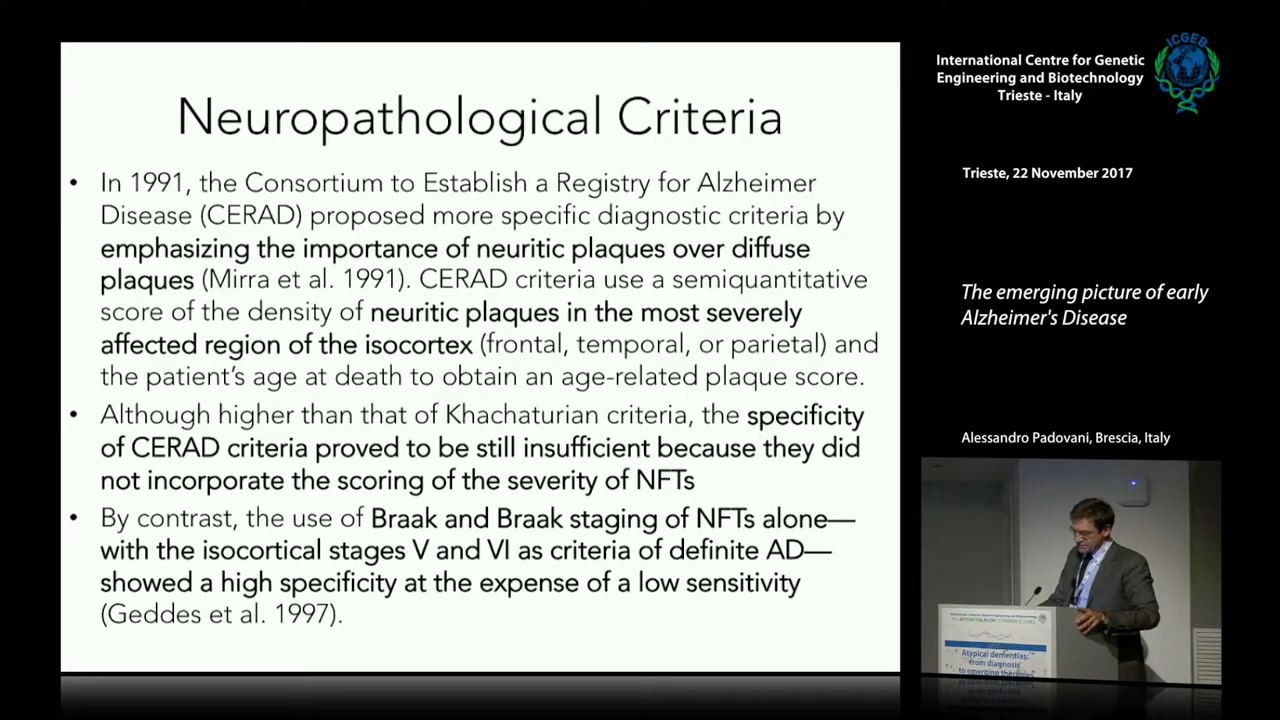 Neuropathological Criteria
• In 1991, the Consortium to Establish a Registry for Alzheimer
Disease (CERAD) proposed more specific diagnostic criteria by
emphasizing the importance of neuritic plaques over diffuse
plaques (Mirra et al. 1991). CERAD criteria use a semiquantitative
score of the density of neuritic plaques in the most severely
affected region of the isocortex (frontal, temporal, or parietal) and
the patient's age at death to obtain an age-related plaque score.
• Although higher than that of Khachaturian criteria, the specificity
of CERAD criteria proved to be still insufficient because they did
not incorporate the scoring of the severity of NFTs
• By contrast, the use of Braak and Braak staging of NFTs alone—
with the isocortical stages V and VI as criteria of definite AD—
showed a high specificity at the expense of a low sensitivity
(Geddes et al. 1997).
International Centre for Genetic
Engineering and Biotechnology
Trieste - Italy
ICGEB
Trieste, 22 November 2017
The emerging picture of early
Alzheimer's Disease
Alessandro Padovani, Brescia, Italy
Atypical dementias:
from diagnosis
to emerging therapies